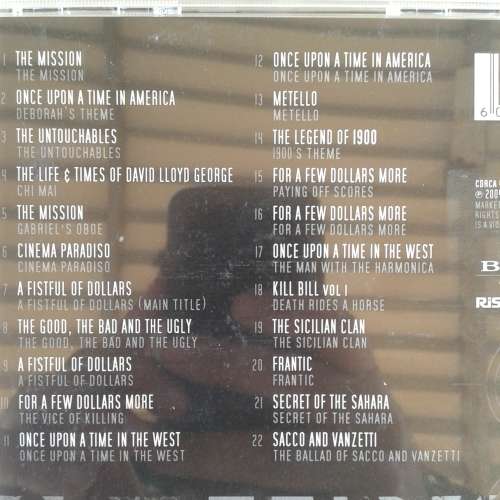 1 THE MISSION
THE MISSION
2 ONCE UPON A TIME IN AMERICA
DEBORAH'S THEME
3 THE UNTOUCHABLES
THE UNTOUCHABLES
4 THE LIFE & TIMES OF DAVID LLOYD GEORGE
CHI MAI
5 THE MISSION
GABRIEL'S OBOE
6 CINEMA PARADISO
CINEMA PARADISO
7 A FISTFUL OF DOLLARS
A FISTFUL OF DOLLARS (MAIN TITLE)
8 THE GOOD, THE BAD AND THE UGLY
THE GOOD, THE BAD AND THE UGLY
9 A FISTFUL OF DOLLARS
A FISTFUL OF DOLLARS
10 FOR A FEW DOLLARS MORE
THE VICE OF KILLING
11 ONCE UPON A TIME IN THE WEST
ONCE UPON A TIME IN THE WEST
12 ONCE UPON A TIME IN AMERICA
ONCE UPON A TIME IN AMERICA
13 METELLO
METELLO
14 THE LEGEND OF 1900
1900'S THEME
15 FOR A FEW DOLLARS MORE
PAYING OFF SCORES
16 FOR A FEW DOLLARS MORE
FOR A FEW DOLLARS MORE
17 ONCE UPON A TIME IN THE WEST
THE MAN WITH THE HARMONICA
18 KILL BILL VOL 1
DEATH RIDES A HORSE
19 THE SICILIAN CLAN
THE SICILIAN CLAN
20 FRANTIC
FRANTIC
21 SECRET OF THE SAHARA
SECRET OF THE SAHARA
22 SACCO AND VANZETTI
THE BALLAD OF SACCO AND VANZETTI
6
CDRCA
℗ 200
MARKET
RIGHTS
IS A VIO
B
RIS